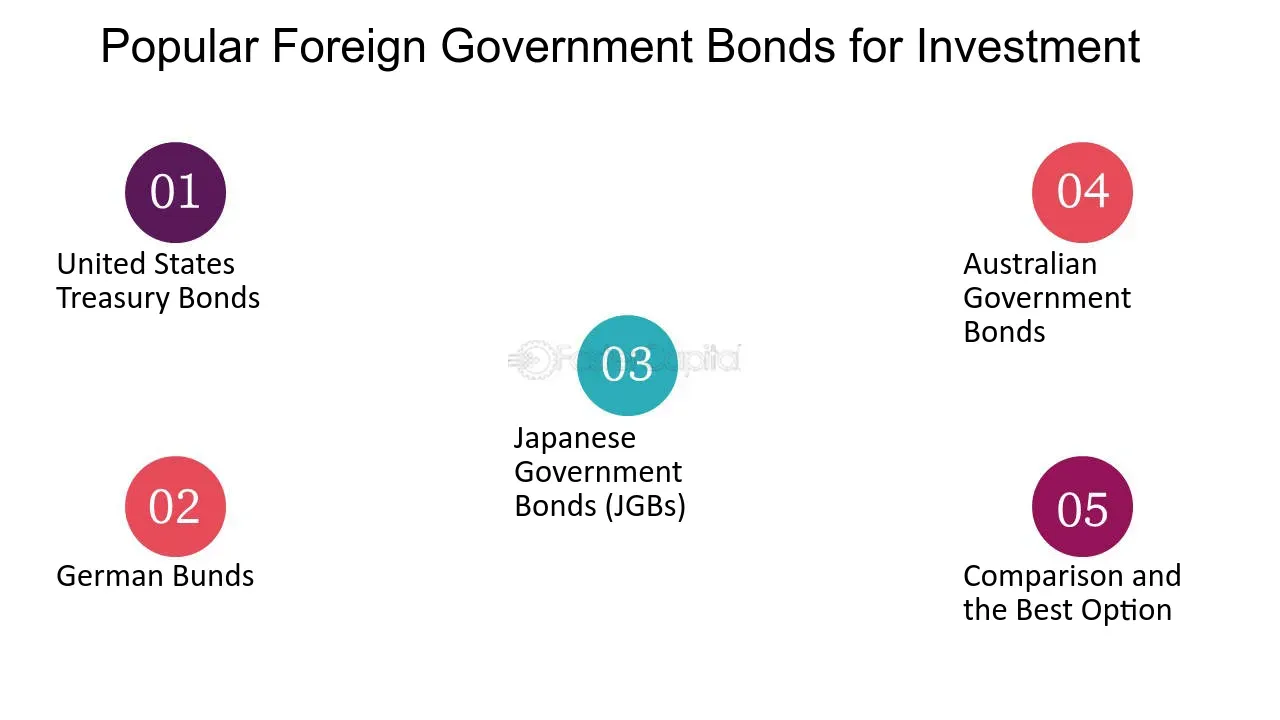 Popular Foreign Government Bonds for Investment
01
United States
Treasury Bonds
02
German Bunds
03
FasterCapital
Japanese
Government
Bonds (JGBs)
04
Australian
Government
Bonds
05
Comparison and
the Best Option